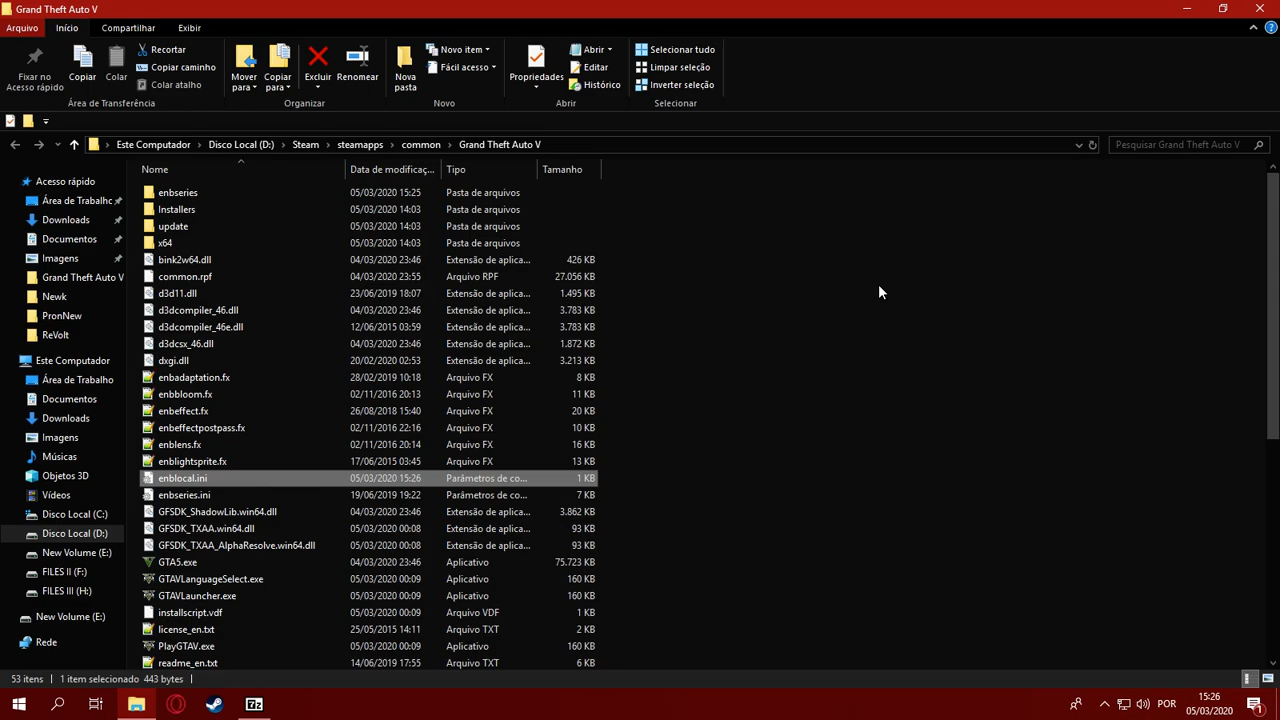 Grand Theft Auto V
Arquivo Início Compartilhar Exibir
Fixar no Acesso rápido
Copiar
Colar
Recortar
Copiar caminho
Colar atalho
Área de Transferência
Mover para
Copiar para
Excluir
Renomear
Organizar
Nova pasta
Novo item
Fácil acesso
Novo
Propriedades
Abrir
Editar
Histórico
Abrir
Selecionar tudo
Limpar seleção
Inverter seleção
Selecionar
Este Computador > Disco Local (D:) > Steam > steamapps > common > Grand Theft Auto V
Pesquisar Grand Theft Auto V
Acesso rápido
Área de Trabalhc
Downloads
Documentos
Imagens
Grand Theft Auto V
Newk
PronNew
ReVolt
Este Computador
Área de Trabalho
Documentos
Downloads
Imagens
Músicas
Objetos 3D
Vídeos
Disco Local (C:)
Disco Local (D:)
New Volume (E:)
FILES II (F:)
FILES III (H:)
New Volume (E:)
Rede
Nome Data de modificaç... Tipo Tamanho
enbseries 05/03/2020 15:25 Pasta de arquivos
Installers 05/03/2020 14:03 Pasta de arquivos
update 05/03/2020 14:03 Pasta de arquivos
x64 05/03/2020 14:03 Pasta de arquivos
bink2w64.dll 04/03/2020 23:46 Extensão de aplica... 426 KB
common.rpf 04/03/2020 23:55 Arquivo RPF 27.056 KB
d3d11.dll 23/06/2019 18:07 Extensão de aplica... 1.495 KB
d3dcompiler_46.dll 04/03/2020 23:46 Extensão de aplica... 3.783 KB
d3dcompiler_46e.dll 12/06/2015 03:59 Extensão de aplica... 3.783 KB
d3dcsx_46.dll 04/03/2020 23:46 Extensão de aplica... 1.872 KB
dxgi.dll 20/02/2020 02:53 Extensão de aplica... 3.213 KB
enbadaptation.fx 28/02/2019 10:18 Arquivo FX 8 KB
enbbloom.fx 02/11/2016 20:13 Arquivo FX 11 KB
enbeffect.fx 26/08/2018 15:40 Arquivo FX 20 KB
enbeffectpostpass.fx 02/11/2016 22:16 Arquivo FX 10 KB
enblens.fx 02/11/2016 20:14 Arquivo FX 16 KB
enblightsprite.fx 17/06/2015 03:45 Arquivo FX 13 KB
enblocal.ini 05/03/2020 15:26 Parâmetros de co... 1 KB
enbseries.ini 19/06/2019 19:22 Parâmetros de co... 7 KB
GFSDK_ShadowLib.win64.dll 04/03/2020 23:46 Extensão de aplica... 3.862 KB
GFSDK_TXAA.win64.dll 05/03/2020 00:08 Extensão de aplica... 93 KB
GFSDK_TXAA_AlphaResolve.win64.dll 05/03/2020 00:08 Extensão de aplica... 93 KB
GTA5.exe 04/03/2020 23:46 Aplicativo 75.723 KB
GTAVLanguageSelect.exe 05/03/2020 00:09 Aplicativo 160 KB
GTAVLauncher.exe 05/03/2020 00:09 Aplicativo 160 KB
installscript.vdf 05/03/2020 00:09 Arquivo VDF 1 KB
license_en.txt 25/05/2015 14:11 Arquivo TXT 2 KB
PlayGTAV.exe 05/03/2020 00:09 Aplicativo 160 KB
readme_en.txt 14/06/2019 17:55 Arquivo TXT 6 KB
53 itens 1 item selecionado 443 bytes
7z
POR
15:26
05/03/2020
1